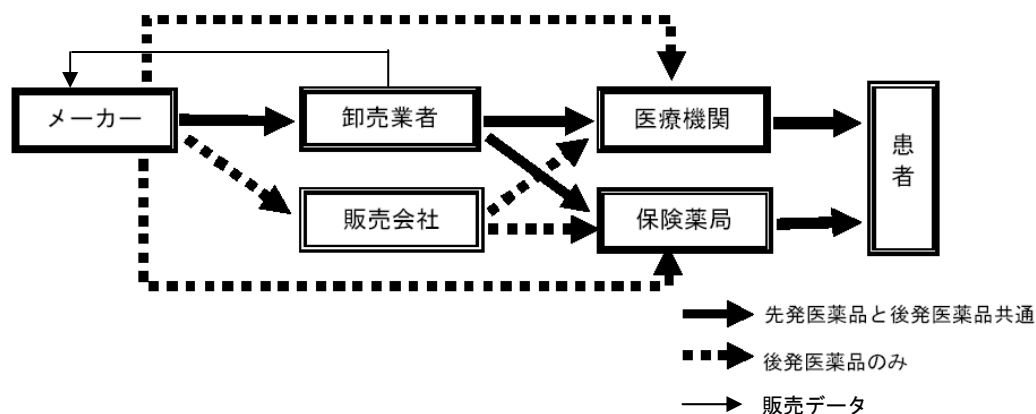 メーカー
卸売業者
医療機関
患者
販売会社
保険薬局
先発医薬品と後発医薬品共通
後発医薬品のみ
販売データ